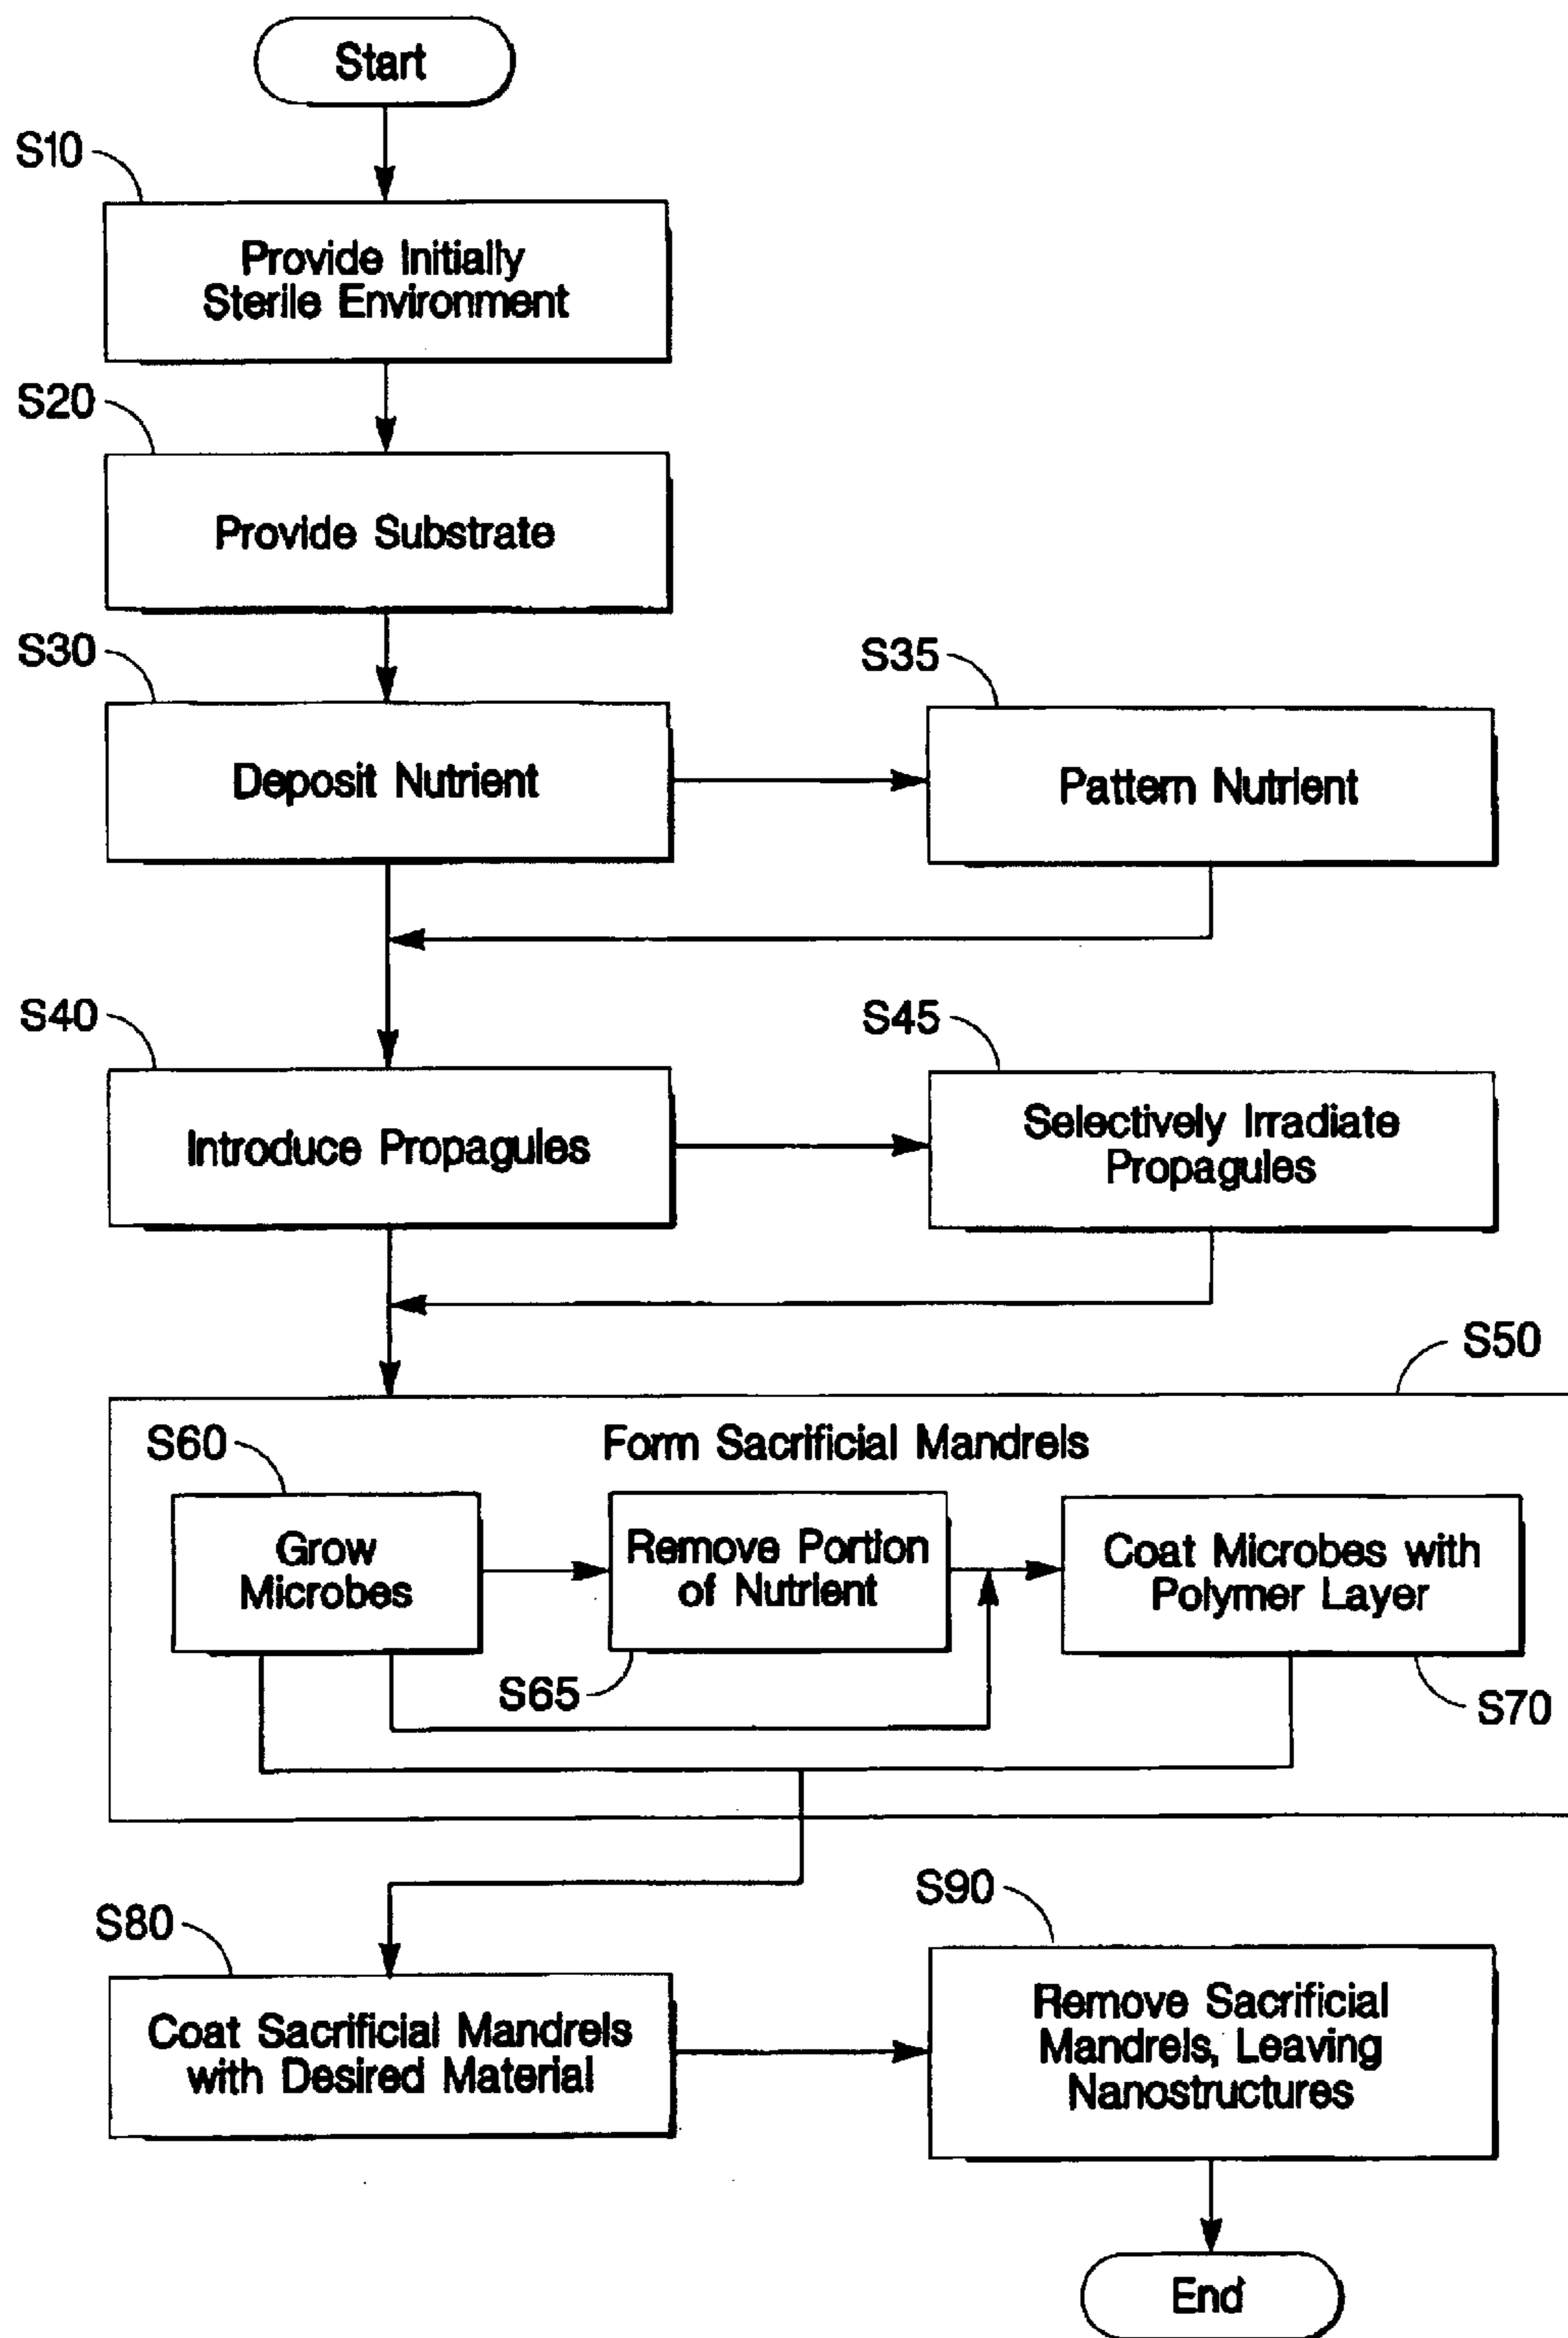 Start
S10
Provide Initially
Sterile Environment
S20
Provide Substrate
S30
Deposit Nutrient
S35
Pattern Nutrient
S40
Introduce Propagules
S45
Selectively Irradiate
Propagules
S50
Form Sacrificial Mandrels
S60
Grow
Microbes
Remove Portion
of Nutrient
S65
Coat Microbes with
Polymer Layer
S70
S80
Coat Sacrificial Mandrels
with Desired Material
S90
Remove Sacrificial
Mandrels, Leaving
Nanostructures
End